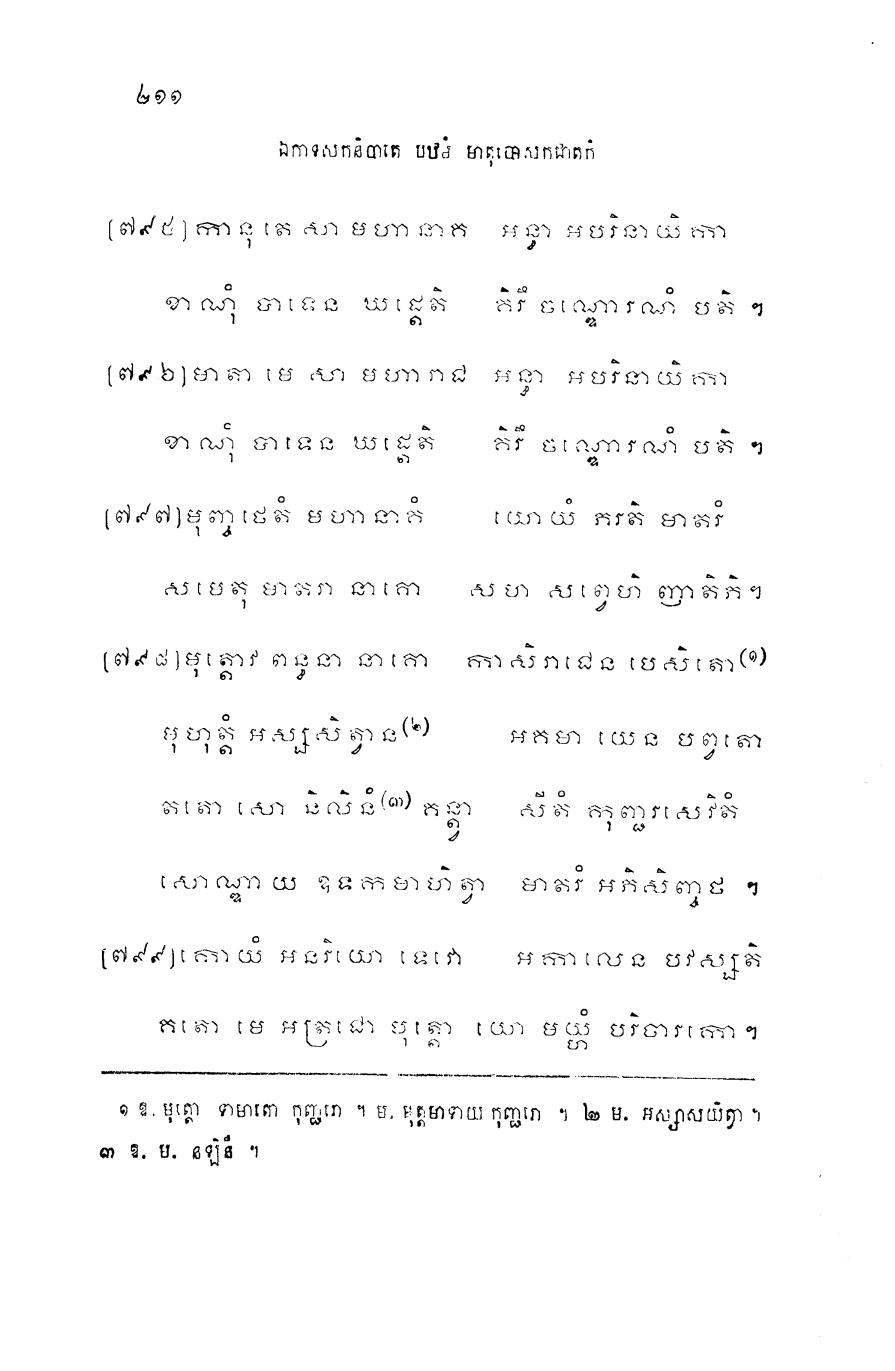 ២១១
ឯកាទសកនិបាតេ បឋមំ មាតុបោសកជាតកំ
[៧៩៥] កានុ តេ សា មហានាគ អន្ធា អបរិនាយិកា
ខាណុំ បាទេន ឃដ្តេតិ គិរឹ ចណ្ឌោរណំ បតិ ។
[៧៩៦] មាតា មេ សា មហារាជ អន្ធា អបរិនាយិកា
ខាណុំ បាទេន ឃដ្តេតិ គិរឹ ចណ្ឌោរណំ បតិ ។
[៧៩៧] មុញ្ចថេតំ មហានាគំ យោយំ ភរតិ មាតរំ
សមេតុ មាតរា នាគោ សហ សព្វេហិ ញាតិភិ។
[៧៩៨] មុត្តោវ ពន្ធនា នាគោ កាសិរាជេន បេសិតោ(១)
មុហុត្តំ អស្សសិត្វាន(២) អគមា យេន បព្វតោ
តតោ សោ និលិនំ(៣) គន្ត្វា សីតំ កុញ្ជរសេវិតំ
សោណ្ឌាយ ឧទកមាហិត្វា មាតរំ អភិសិញ្ចថ ។
[៧៩៩] កោយំ អនរិយោ ទេវោ អកាលេន បវស្សតិ
គតោ មេ អត្រជោ បុត្តោ យោ មយ្ហំ បរិចារកោ។
១ ឱ. មុត្តោ ទាមាតោ កុញ្ជរោ ។ ម. មុត្តមាទាយ កុញ្ជរោ ។ ២ ម. អស្សាសយិត្វា ។
៣ ឱ. ម. នឡិនឹ ។